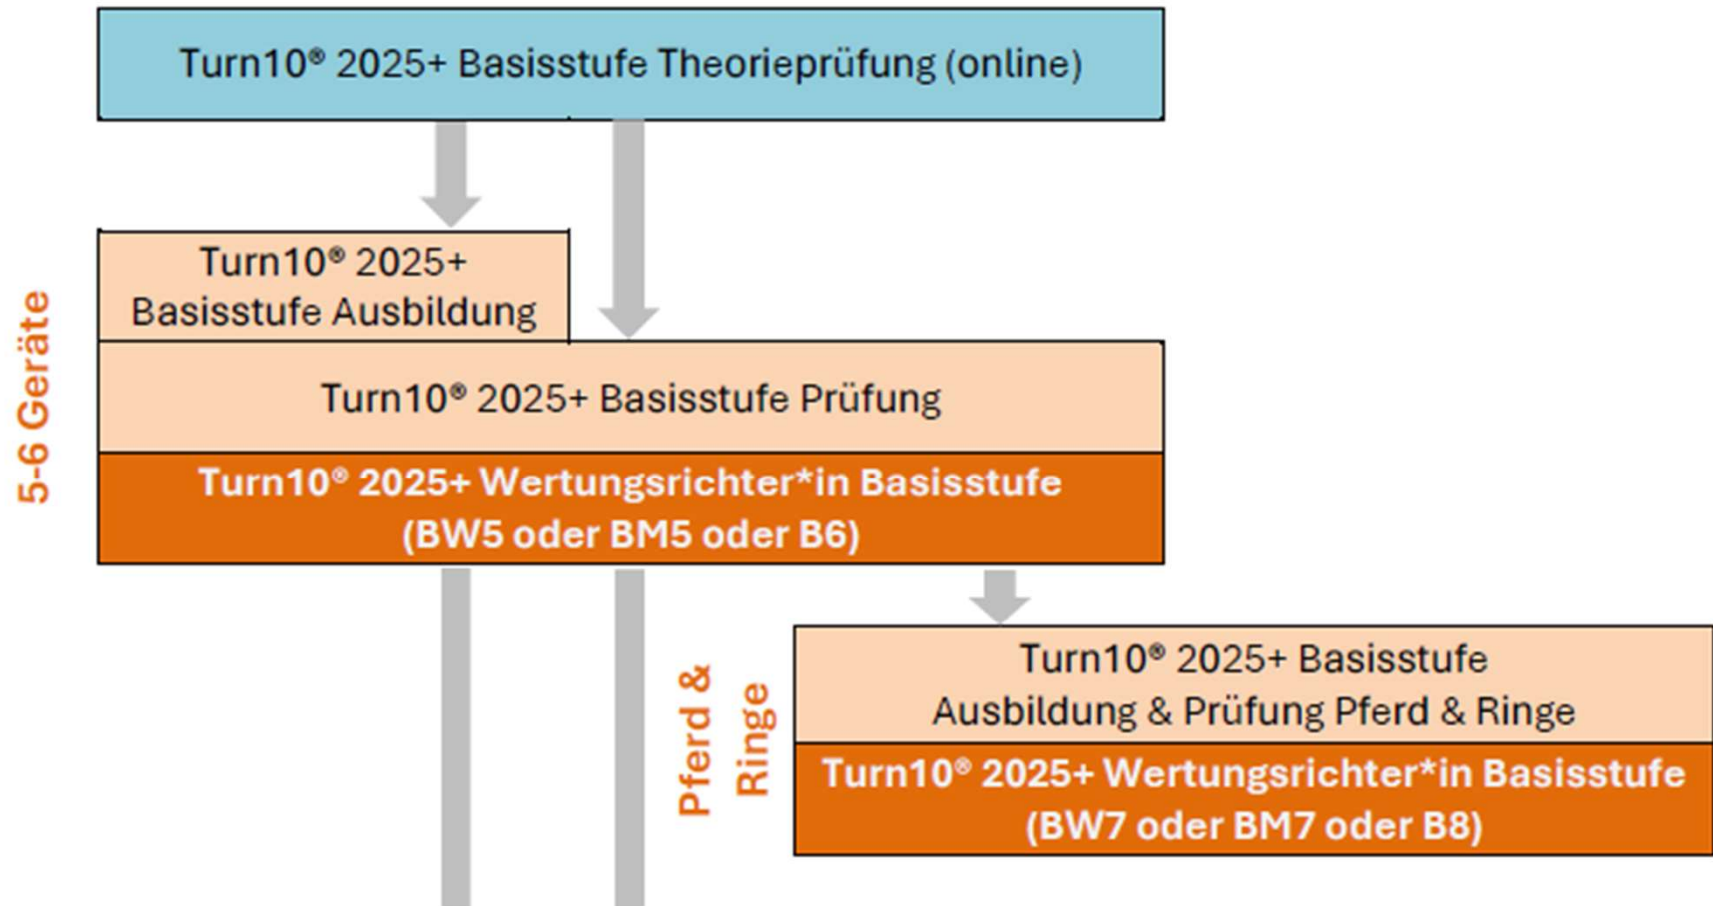 Turn10® 2025+ Basisstufe Theorieprüfung (online)
5-6 Geräte
Turn10® 2025+
Basisstufe Ausbildung
Turn10® 2025+ Basisstufe Prüfung
Turn10® 2025+ Wertungsrichter*in Basisstufe
(BW5 oder BM5 oder B6)
Pferd &
Ringe
Turn10® 2025+ Basisstufe
Ausbildung & Prüfung Pferd & Ringe
Turn10® 2025+ Wertungsrichter*in Basisstufe
(BW7 oder BM7 oder B8)